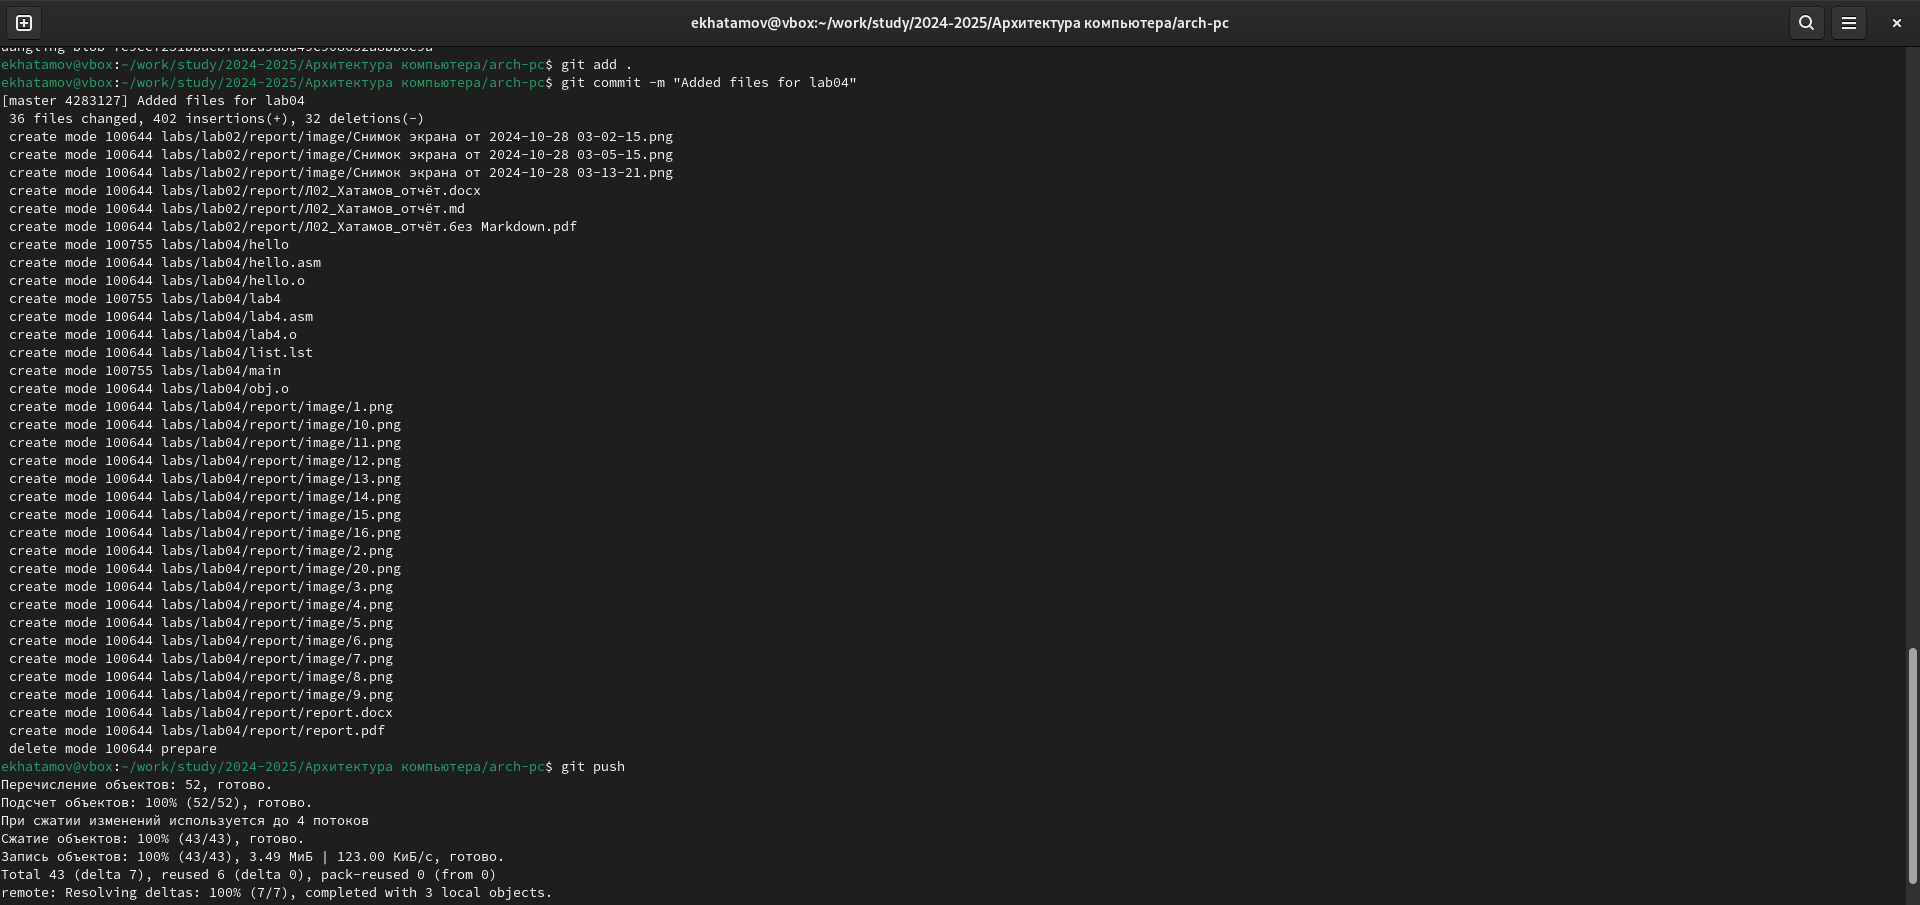 ekhatamov@vbox:~/work/study/2024-2025/Архитектура компьютера/arch-pc
ekhatamov@vbox:~/work/study/2024-2025/Архитектура компьютера/arch-pc$ git add .
ekhatamov@vbox:~/work/study/2024-2025/Архитектура компьютера/arch-pc$ git commit -m "Added files for lab04"
[master 4283127] Added files for lab04
 36 files changed, 402 insertions(+), 32 deletions(-)
 create mode 100644 labs/lab02/report/image/Снимок экрана от 2024-10-28 03-02-15.png
 create mode 100644 labs/lab02/report/image/Снимок экрана от 2024-10-28 03-05-15.png
 create mode 100644 labs/lab02/report/image/Снимок экрана от 2024-10-28 03-13-21.png
 create mode 100644 labs/lab02/report/Л02_Хатамов_отчёт.docx
 create mode 100644 labs/lab02/report/Л02_Хатамов_отчёт.md
 create mode 100644 labs/lab02/report/Л02_Хатамов_отчёт.без Markdown.pdf
 create mode 100755 labs/lab04/hello
 create mode 100644 labs/lab04/hello.asm
 create mode 100644 labs/lab04/hello.o
 create mode 100755 labs/lab04/lab4
 create mode 100644 labs/lab04/lab4.asm
 create mode 100644 labs/lab04/lab4.o
 create mode 100644 labs/lab04/list.lst
 create mode 100755 labs/lab04/main
 create mode 100644 labs/lab04/obj.o
 create mode 100644 labs/lab04/report/image/1.png
 create mode 100644 labs/lab04/report/image/10.png
 create mode 100644 labs/lab04/report/image/11.png
 create mode 100644 labs/lab04/report/image/12.png
 create mode 100644 labs/lab04/report/image/13.png
 create mode 100644 labs/lab04/report/image/14.png
 create mode 100644 labs/lab04/report/image/15.png
 create mode 100644 labs/lab04/report/image/16.png
 create mode 100644 labs/lab04/report/image/2.png
 create mode 100644 labs/lab04/report/image/20.png
 create mode 100644 labs/lab04/report/image/3.png
 create mode 100644 labs/lab04/report/image/4.png
 create mode 100644 labs/lab04/report/image/5.png
 create mode 100644 labs/lab04/report/image/6.png
 create mode 100644 labs/lab04/report/image/7.png
 create mode 100644 labs/lab04/report/image/8.png
 create mode 100644 labs/lab04/report/image/9.png
 create mode 100644 labs/lab04/report/report.docx
 create mode 100644 labs/lab04/report/report.pdf
 delete mode 100644 prepare
ekhatamov@vbox:~/work/study/2024-2025/Архитектура компьютера/arch-pc$ git push
Перечисление объектов: 52, готово.
Подсчет объектов: 100% (52/52), готово.
При сжатии изменений используется до 4 потоков
Сжатие объектов: 100% (43/43), готово.
Запись объектов: 100% (43/43), 3.49 МиБ | 123.00 КиБ/с, готово.
Total 43 (delta 7), reused 6 (delta 0), pack-reused 0 (from 0)
remote: Resolving deltas: 100% (7/7), completed with 3 local objects.